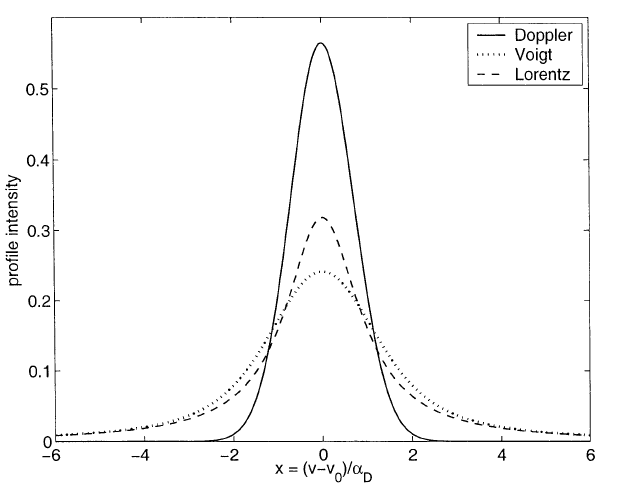 Doppler
Voigt
Lorentz
0.5
0.4
0.3
0.2
0.1
0
profile intensity
−6 −4 −2 0 2 4 6
x = (v−v0)/αD